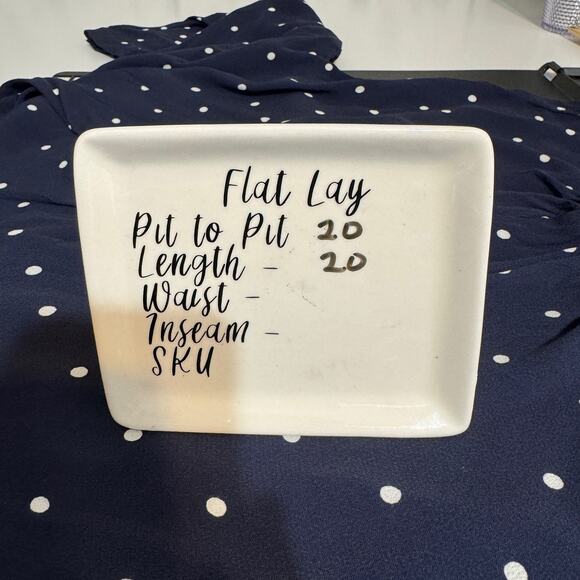 Flat Lay
Pit to Pit 20
Length - 20
Waist -
Inseam -
SKU